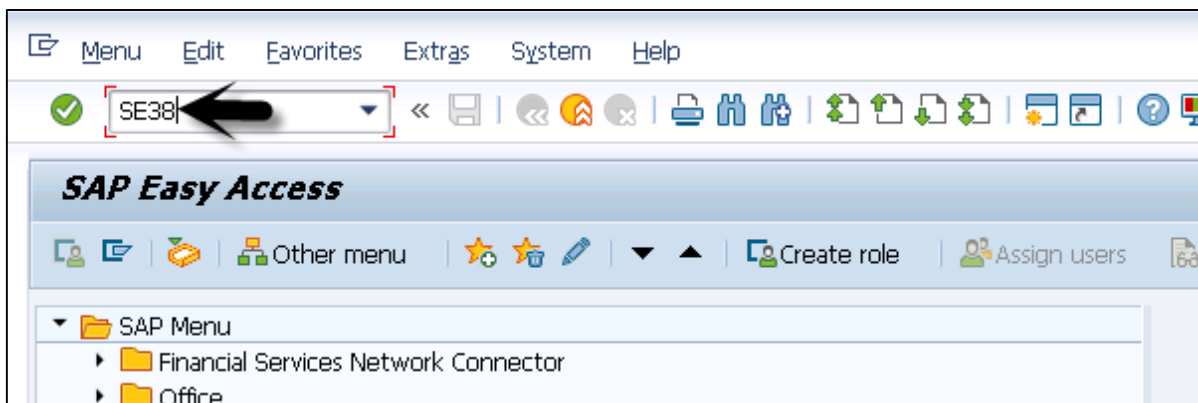 Menu Edit Favorites Extras System Help
SE38
SAP Easy Access
Other menu Create role Assign users
SAP Menu
Financial Services Network Connector
Office